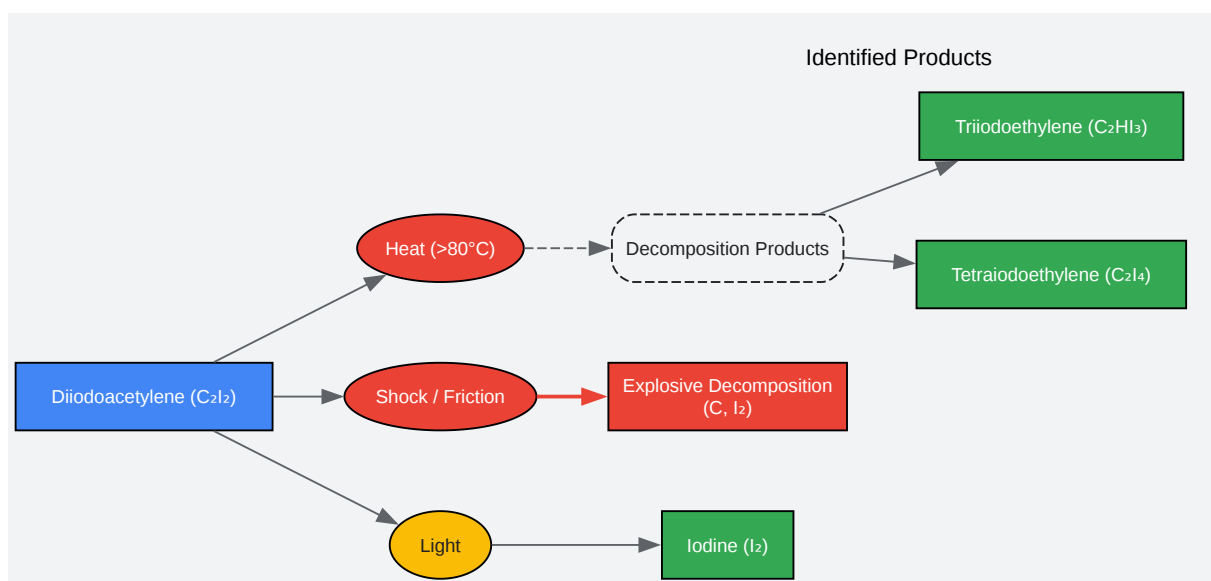 Identified Products
Triiodoethylene (C₂HI₃)
Heat (>80°C)
Decomposition Products
Tetraiodoethylene (C₂I₄)
Diiodoacetylene (C₂I₂)
Shock / Friction
Explosive Decomposition
(C, I₂)
Light
Iodine (I₂)